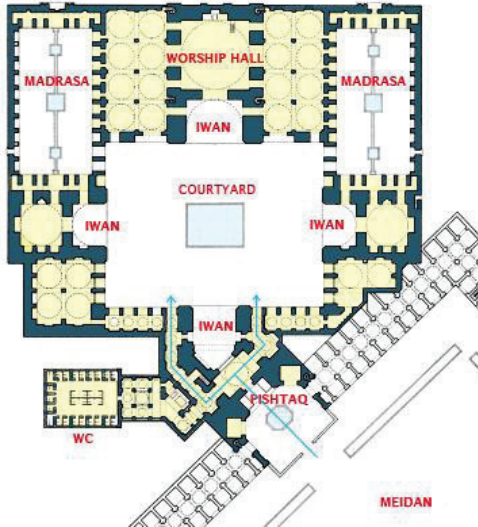 WORSHIP HALL
MADRASA
MADRASA
IWAN
COURTYARD
IWAN
IWAN
IWAN
PISHTAQ
WC
MEIDAN